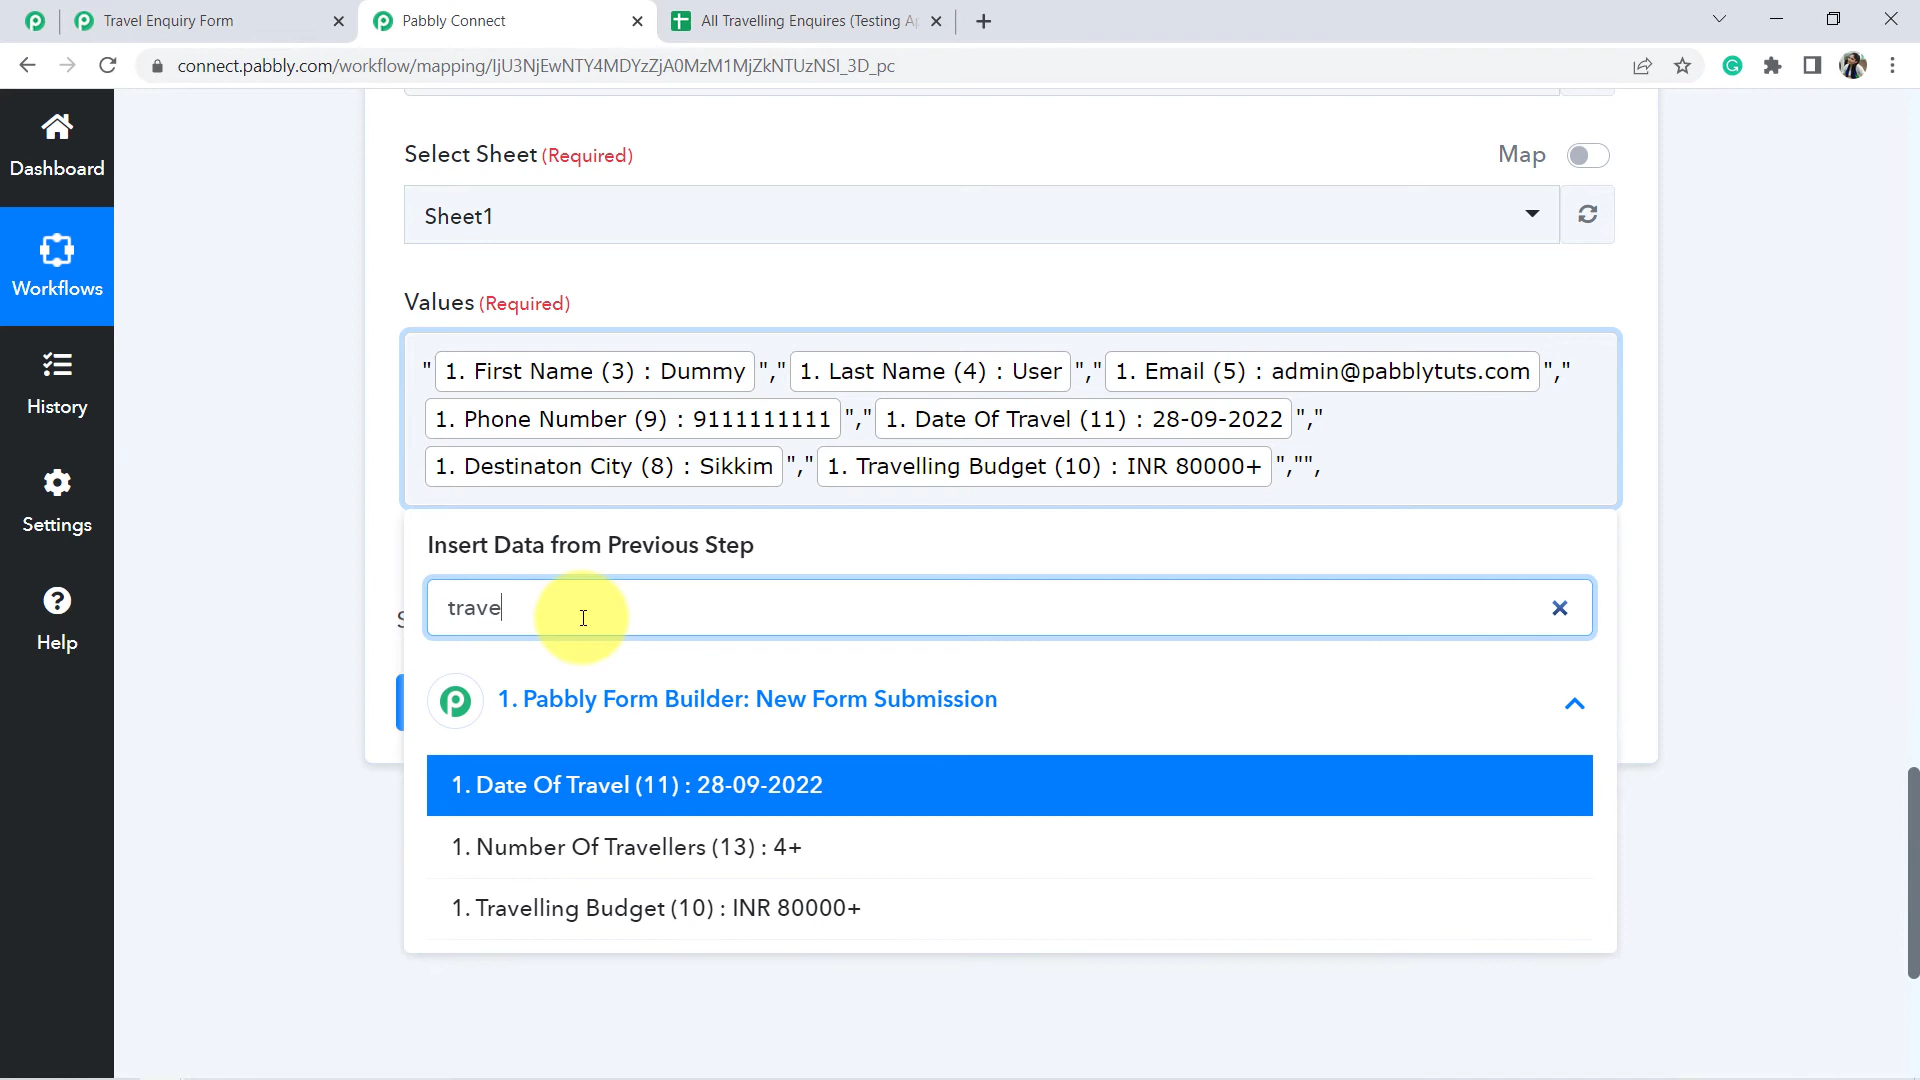 Travel Enquiry Form
Pabbly Connect
All Travelling Enquires (Testing Ap
connect.pabbly.com/workflow/mapping/IjU3NjEwNTY4MDYzZjA0MzM1MjZkNTUzNSI_3D_pc
Dashboard
Workflows
History
Settings
Help
Select Sheet (Required)
Map
Sheet1
Values (Required)
"1. First Name (3) : Dummy","1. Last Name (4) : User","1. Email (5) : admin@pabblytuts.com","
1. Phone Number (9) : 9111111111","1. Date Of Travel (11) : 28-09-2022","
1. Destinaton City (8) : Sikkim","1. Travelling Budget (10) : INR 80000+","",
Insert Data from Previous Step
trave
1. Pabbly Form Builder: New Form Submission
1. Date Of Travel (11) : 28-09-2022
1. Number Of Travellers (13) : 4+
1. Travelling Budget (10) : INR 80000+